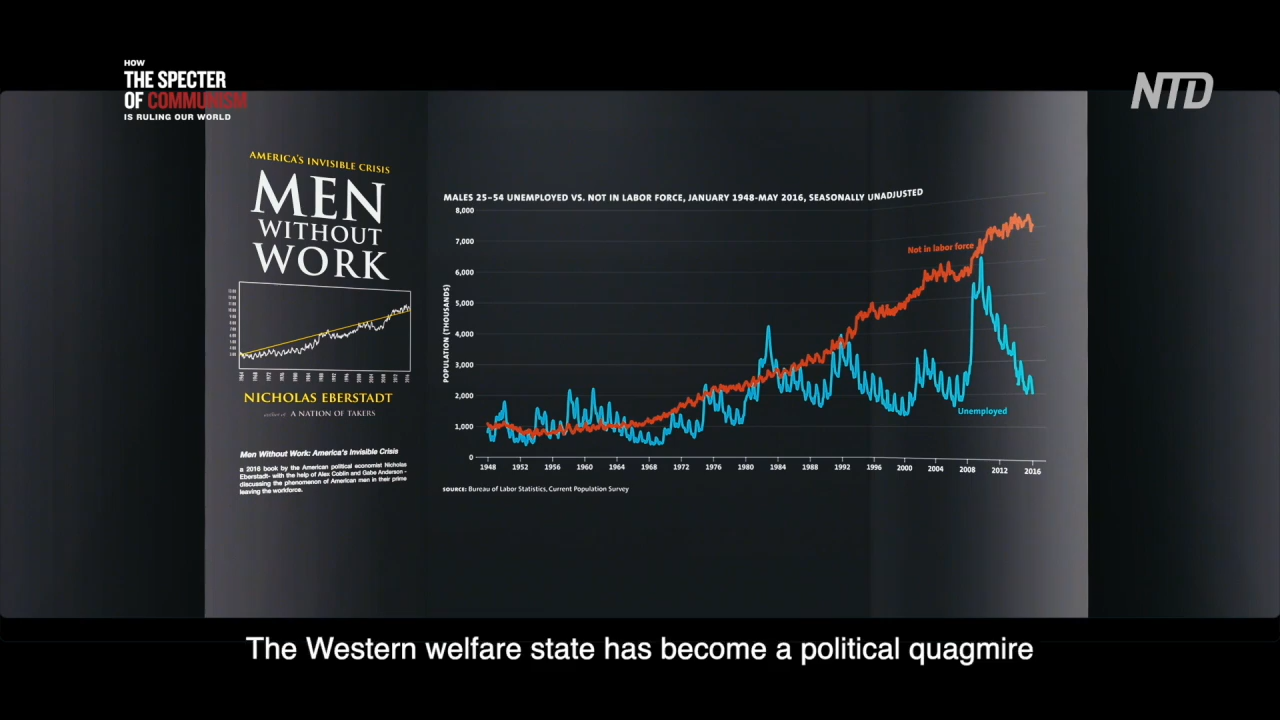 HOW
THE SPECTER
OF COMMUNISM
IS RULING OUR WORLD
NTD
AMERICA'S INVISIBLE CRISIS
MEN
WITHOUT
WORK
NICHOLAS EBERSTADT
author of A NATION OF TAKERS
Men Without Work: America's Invisible Crisis
a 2016 book by the American political economist Nicholas
Eberstadt- with the help of Alex Coblin and Gabe Anderson -
discussing the phenomenon of American men in their prime
leaving the workforce.
MALES 25–54 UNEMPLOYED VS. NOT IN LABOR FORCE, JANUARY 1948-MAY 2016, SEASONALLY UNADJUSTED
POPULATION (THOUSANDS)
8,000
7,000
6,000
5,000
4,000
3,000
2,000
1,000
0
Not in labor force
Unemployed
1948 1952 1956 1960 1964 1968 1972 1976 1980 1984 1988 1992 1996 2000 2004 2008 2012 2016
SOURCE: Bureau of Labor Statistics, Current Population Survey
The Western welfare state has become a political quagmire